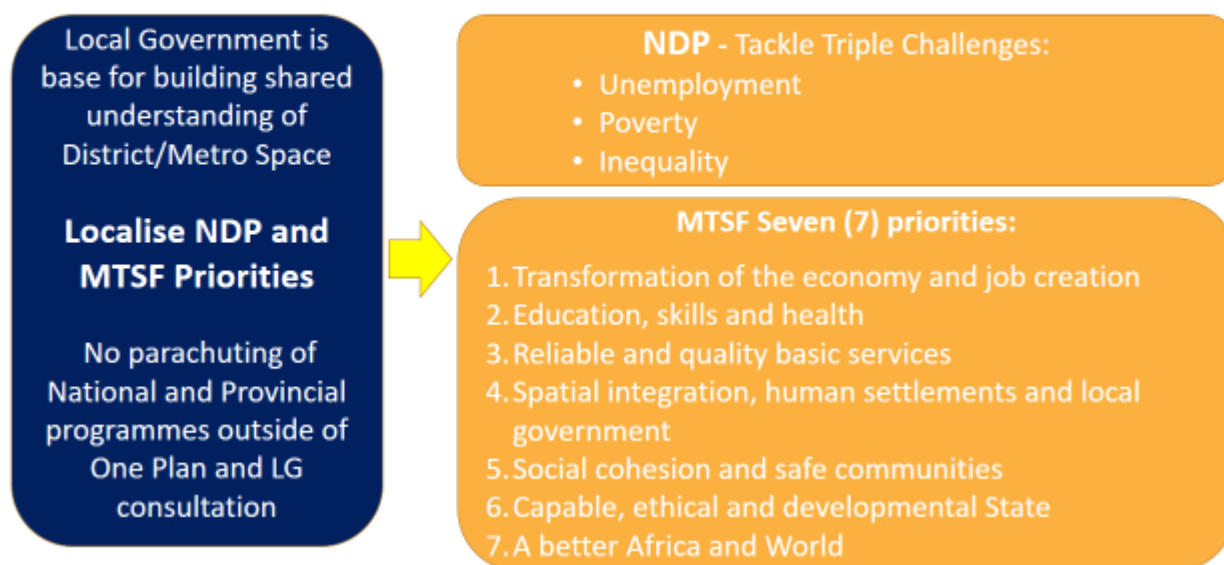 Local Government is
base for building shared
understanding of
District/Metro Space
Localise NDP and
MTSF Priorities
No parachuting of
National and Provincial
programmes outside of
One Plan and LG
consultation
NDP - Tackle Triple Challenges:
• Unemployment
• Poverty
• Inequality
MTSF Seven (7) priorities:
1. Transformation of the economy and job creation
2. Education, skills and health
3. Reliable and quality basic services
4. Spatial integration, human settlements and local
government
5. Social cohesion and safe communities
6. Capable, ethical and developmental State
7. A better Africa and World